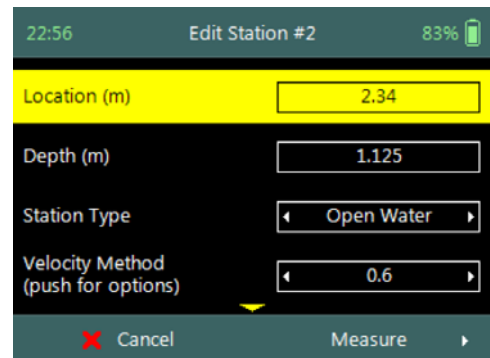 22:56 Edit Station #2 83%
Location (m) 2.34
Depth (m) 1.125
Station Type Open Water
Velocity Method
(push for options) 0.6
Cancel Measure